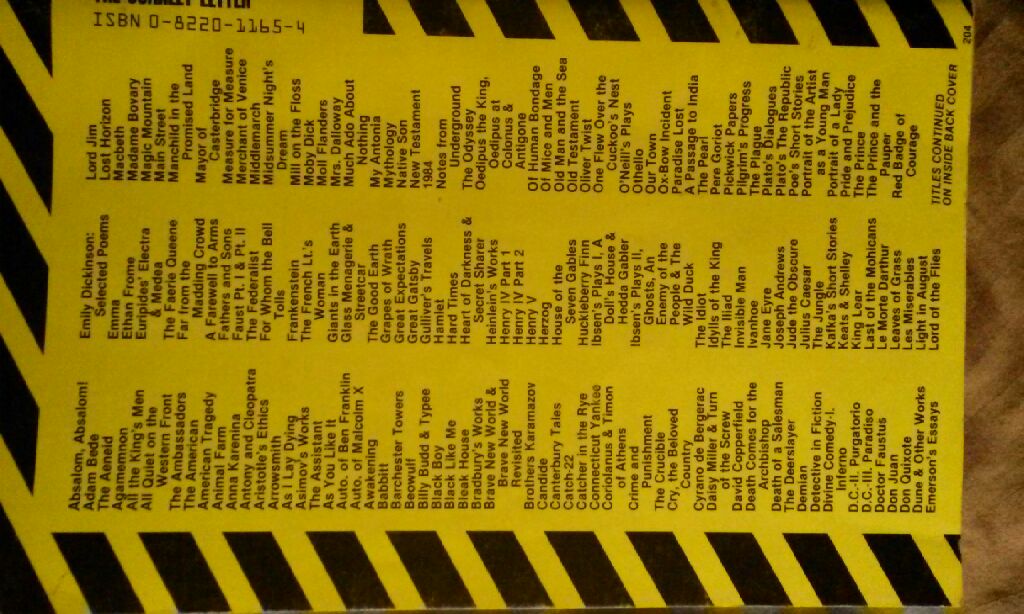 THE SCARLET LETTER
ISBN 0-8220-1165-4
Absalom, Absalom!
Adam Bede
The Aeneid
Agamemnon
All the King's Men
All Quiet on the
Western Front
The Ambassadors
American Tragedy
Animal Farm
Anna Karenina
Antony and Cleopatra
Aristotle's Ethics
Arrowsmith
As I Lay Dying
Asimov's Works
The Assistant
As You Like It
Auto. of Ben Franklin
Auto. of Malcolm X
Awakening
Babbitt
Barchester Towers
Beowulf
Billy Budd & Typee
Black Boy
Black Like Me
Bleak House
Bradbury's Works
Brave New World &
Brave New World
Revisited
Brothers Karamazov
Candide
Canterbury Tales
Catch-22
Catcher in the Rye
Connecticut Yankee
Coriolanus & Timon
of Athens
Crime and
Punishment
The Crucible
Cry, the Beloved
Country
Cyrano de Bergerac
Daisy Miller & Turn
of the Screw
David Copperfield
Death Comes for the
Archbishop
Death of a Salesman
The Deerslayer
Demian
Detective in Fiction
Divine Comedy-I.
Inferno
D.C.-II. Purgatorio
D.C.-III. Paradiso
Doctor Faustus
Don Juan
Don Quixote
Dune & Other Works
Emerson's Essays
Emily Dickinson:
Selected Poems
Emma
Ethan Frome
Euripides' Electra
& Medea
The Faerie Queene
Far from the
Madding Crowd
A Farewell to Arms
Fathers and Sons
Faust Pt. I & Pt. II
The Federalist
For Whom the Bell
Tolls
Frankenstein
The French Lt.'s
Woman
Giants in the Earth
Glass Menagerie &
Streetcar
The Good Earth
Grapes of Wrath
Great Expectations
Great Gatsby
Gulliver's Travels
Hamlet
Hard Times
Heart of Darkness &
Secret Sharer
Heinlein's Works
Henry IV Part 1
Henry IV Part 2
Henry V
Herzog
House of the
Seven Gables
Huckleberry Finn
Ibsen's Plays I, A
Doll's House &
Hedda Gabler
Ibsen's Plays II,
Ghosts, An
Enemy of the
People & The
Wild Duck
The Idiot
Idylls of the King
The Iliad
Invisible Man
Ivanhoe
Jane Eyre
Joseph Andrews
Jude the Obscure
Julius Caesar
The Jungle
Kafka's Short Stories
Keats & Shelley
King Lear
Last of the Mohicans
Le Morte Darthur
Leaves of Grass
Les Miserables
Light in August
Lord of the Flies
Lord Jim
Lost Horizon
Macbeth
Madame Bovary
Magic Mountain
Main Street
Manchild in the
Promised Land
Mayor of
Casterbridge
Measure for Measure
Merchant of Venice
Middlemarch
Midsummer Night's
Dream
Mill on the Floss
Moby Dick
Moll Flanders
Mrs. Dalloway
Much Ado About
Nothing
My Antonia
Mythology
Native Son
New Testament
1984
Notes from
Underground
The Odyssey
Oedipus the King,
Oedipus at
Colonus &
Antigone
Of Human Bondage
Of Mice and Men
Old Man and the Sea
Old Testament
Oliver Twist
One Flew Over the
Cuckoo's Nest
O'Neill's Plays
Othello
Our Town
Ox-Bow Incident
Paradise Lost
A Passage to India
The Pearl
Pere Goriot
Pickwick Papers
Pilgrim's Progress
The Plague
Plato's Dialogues
Plato's The Republic
Poe's Short Stories
Portrait of the Artist
as a Young Man
Portrait of a Lady
Pride and Prejudice
The Prince
The Prince and the
Pauper
Red Badge of
Courage
TITLES CONTINUED
ON INSIDE BACK COVER
204